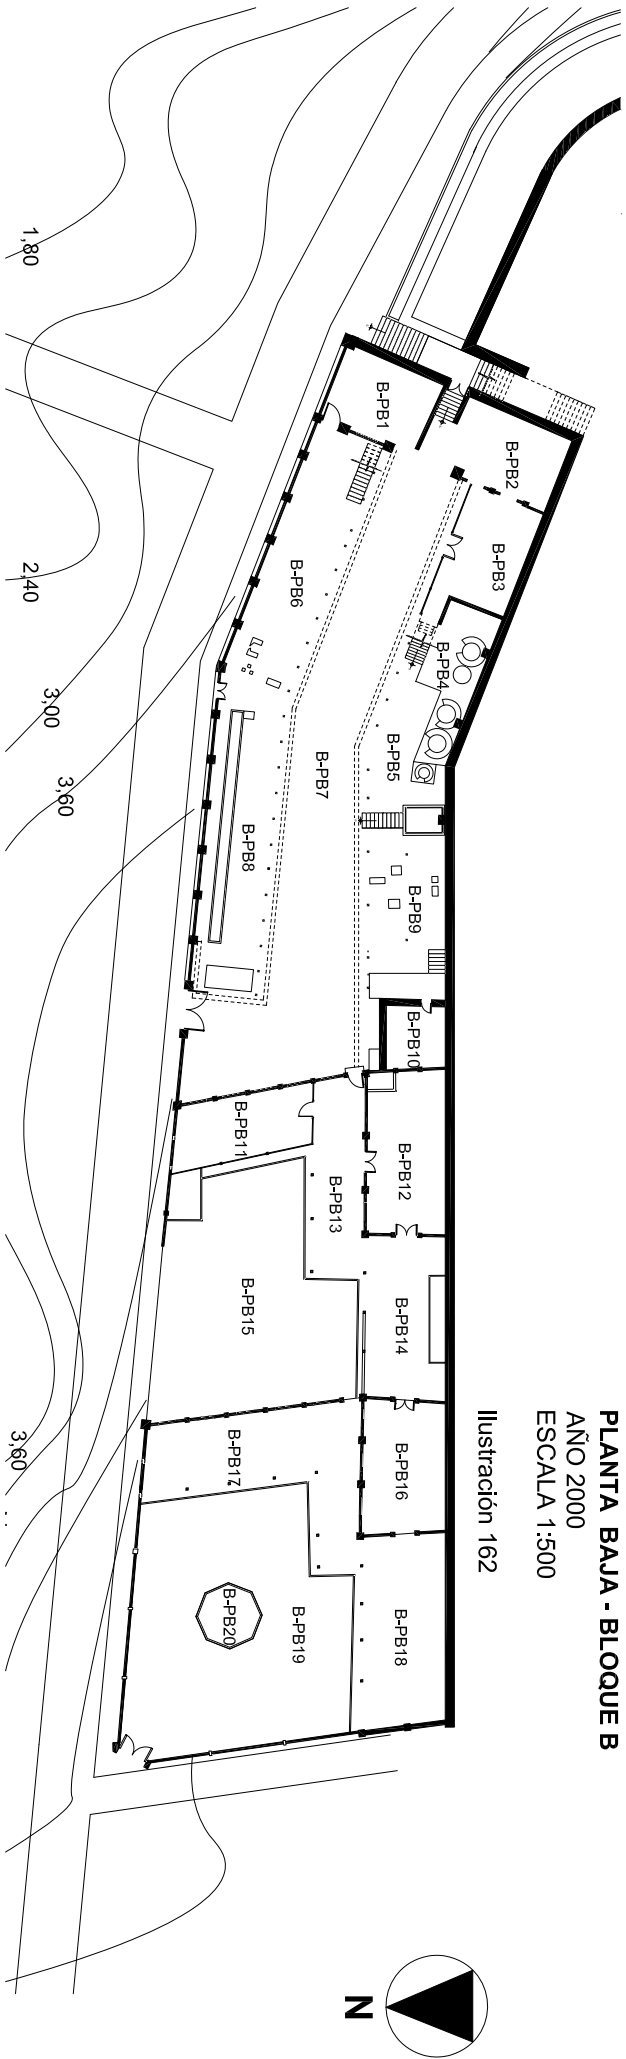 PLANTA BAJA - BLOQUE B
AÑO 2000
ESCALA 1:500
Ilustración 162
B-PB1
B-PB2
B-PB3
B-PB4
B-PB5
B-PB6
B-PB7
B-PB8
B-PB9
B-PB10
B-PB11
B-PB12
B-PB13
B-PB14
B-PB15
B-PB16
B-PB17
B-PB18
B-PB19
B-PB20
1,80
2,40
3,00
3,60
3,60
N